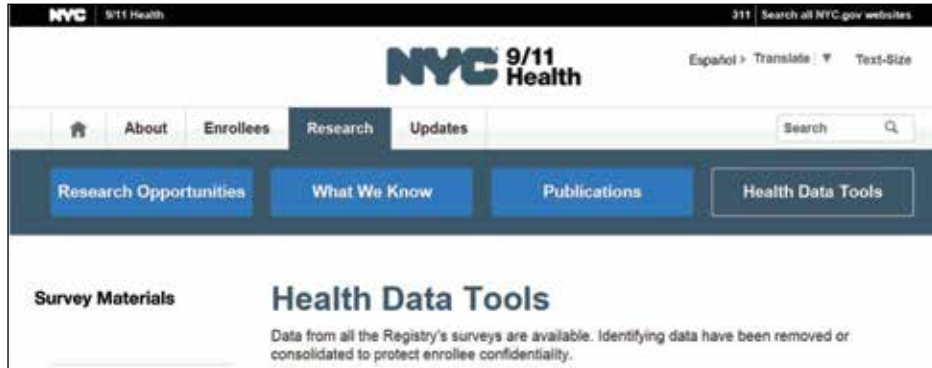 NYC 9/11 Health 311 Search all NYC.gov websites
NYC 9/11 Health
Español > Translate ▼ Text-Size
About Enrollees Research Updates Search
Research Opportunities What We Know Publications Health Data Tools
Survey Materials
Health Data Tools
Data from all the Registry's surveys are available. Identifying data have been removed or
consolidated to protect enrollee confidentiality.